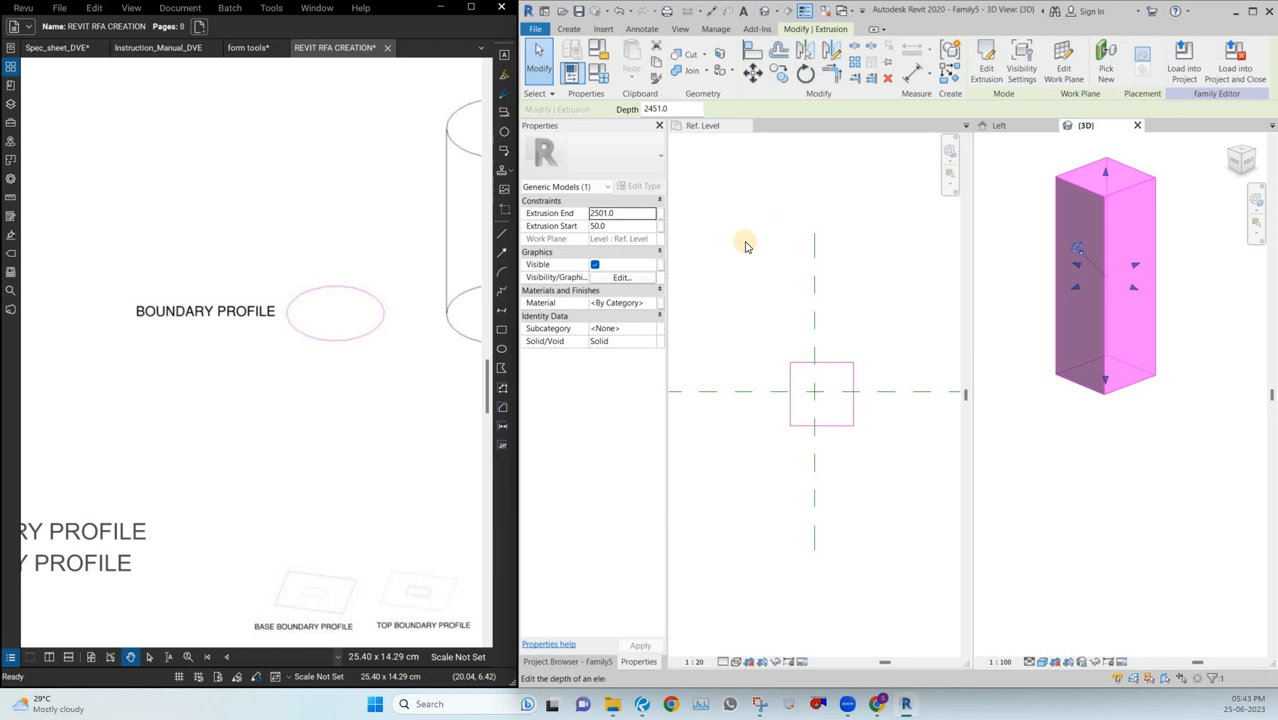 Revu File Edit View Document Batch Tools Window Help
Name: REVIT RFA CREATION* Pages: 8
Spec_sheet_DVE* Instruction_Manual_DVE form tools* REVIT RFA CREATION*
BOUNDARY PROFILE
RY PROFILE
Y PROFILE
BASE BOUNDARY PROFILE TOP BOUNDARY PROFILE
25.40 x 14.29 cm Scale Not Set
Ready Scale Not Set 25.40 x 14.29 cm (20.04, 6.42)
Autodesk Revit 2020 - Family5 - 3D View: {3D} Sign In
File Create Insert Annotate View Manage Add-Ins Modify | Extrusion
Modify Paste Cut Join Edit Extrusion Visibility Settings Edit Work Plane Pick New Load into Project Load into Project and Close
Select Properties Clipboard Geometry Modify Measure Create Mode Work Plane Placement Family Editor
Modify | Extrusion Depth 2451.0
Properties
Generic Models (1) Edit Type
Constraints
Extrusion End 2501.0
Extrusion Start 50.0
Work Plane Level : Ref. Level
Graphics
Visible
Visibility/Graphi... Edit...
Materials and Finishes
Material <By Category>
Identity Data
Subcategory <None>
Solid/Void Solid
Properties help Apply
Project Browser - Family5 Properties
Edit the depth of an ele
Ref. Level
1 : 20
Left {3D}
1 : 100
:1
29°C
Mostly cloudy
Search
05:43 PM
25-06-2023